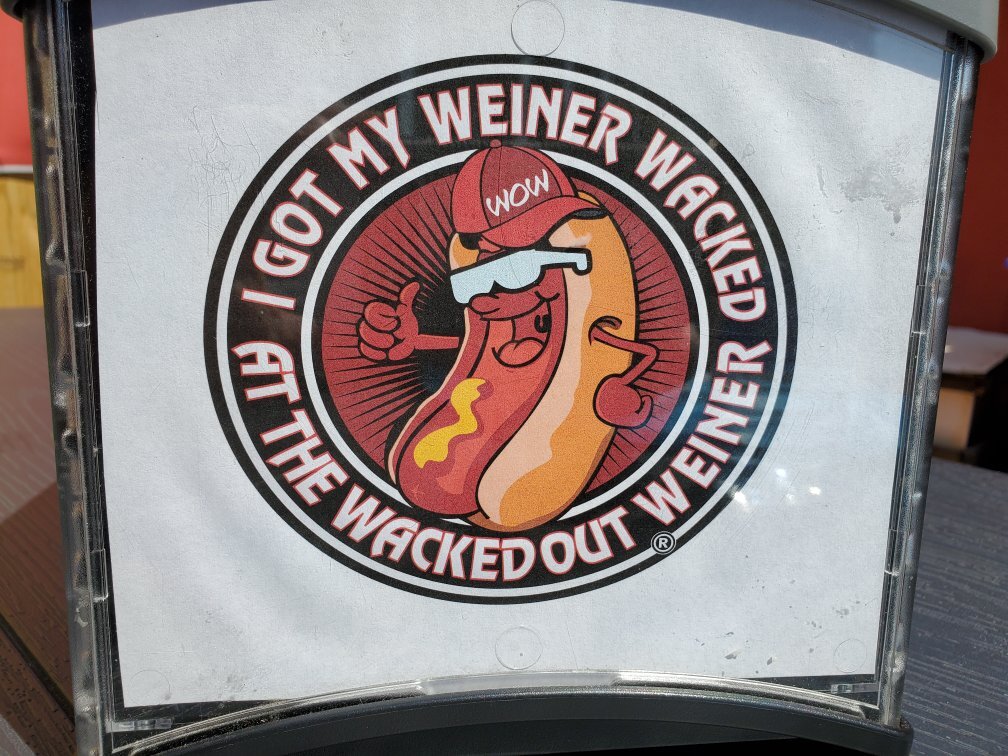 I GOT MY WEINER WACKED
AT THE WACKED OUT WEINER
®
WOW